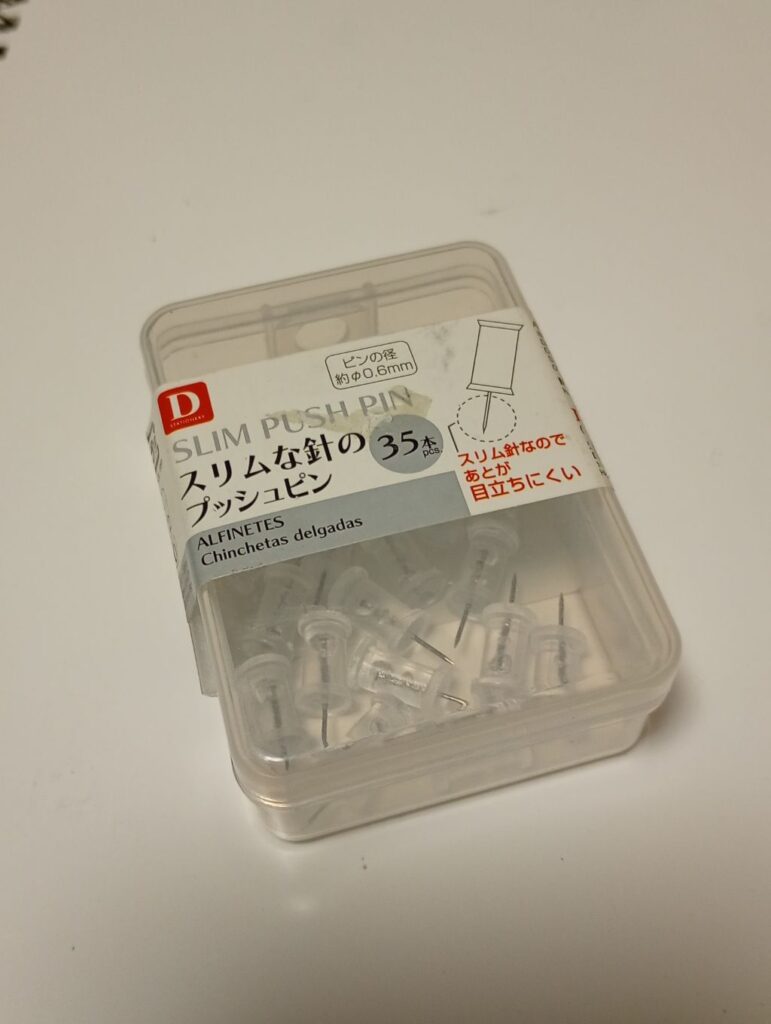 ピンの径
約φ0.6mm
D
STATIONERY
SLIM PUSH PIN
スリムな針の
プッシュピン
35本
pcs.
スリム針なので
あとが
目立ちにくい
ALFINETES
Chinchetas delgadas